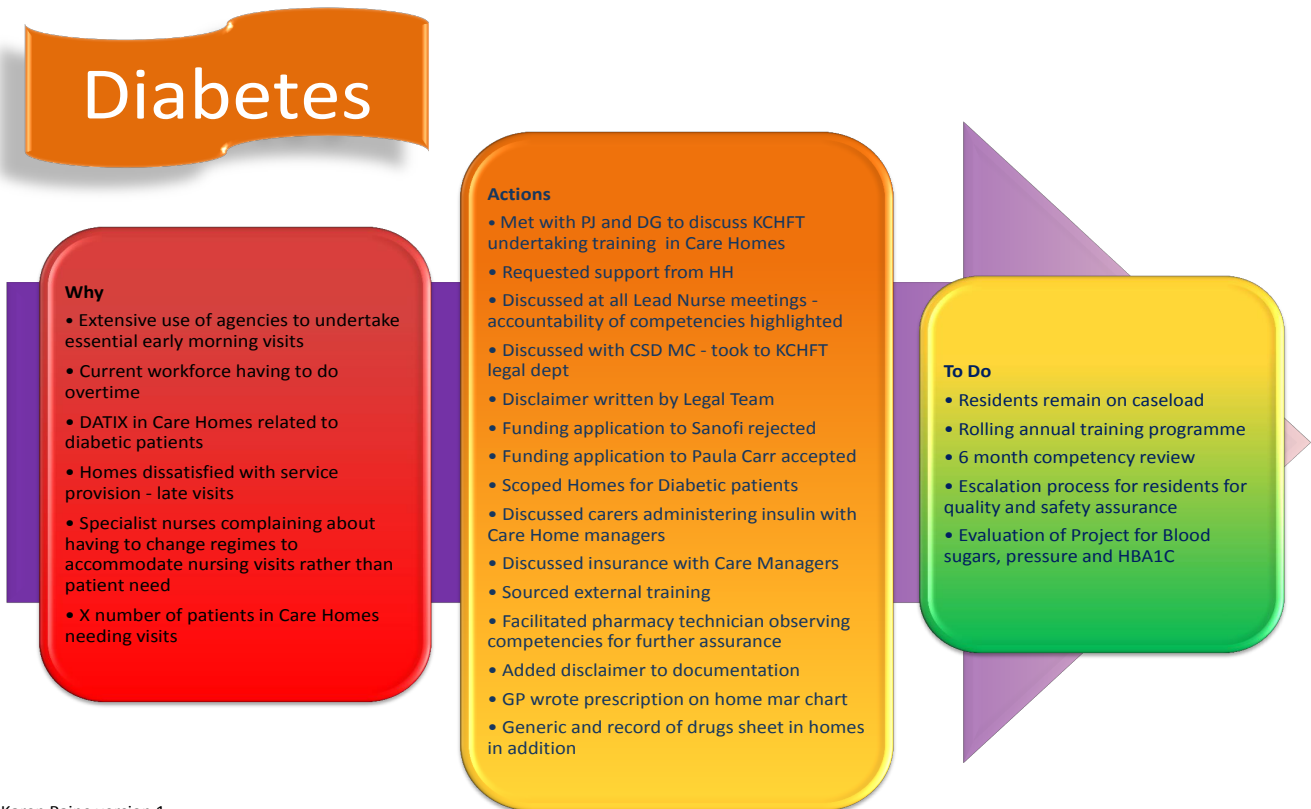 Diabetes
Why
• Extensive use of agencies to undertake
essential early morning visits
• Current workforce having to do
overtime
• DATIX in Care Homes related to
diabetic patients
• Homes dissatisfied with service
provision - late visits
• Specialist nurses complaining about
having to change regimes to
accommodate nursing visits rather than
patient need
• X number of patients in Care Homes
needing visits
Actions
• Met with PJ and DG to discuss KCHFT
undertaking training in Care Homes
• Requested support from HH
• Discussed at all Lead Nurse meetings -
accountability of competencies highlighted
• Discussed with CSD MC - took to KCHFT
legal dept
• Disclaimer written by Legal Team
• Funding application to Sanofi rejected
• Funding application to Paula Carr accepted
• Scoped Homes for Diabetic patients
• Discussed carers administering insulin with
Care Home managers
• Discussed insurance with Care Managers
• Sourced external training
• Facilitated pharmacy technician observing
competencies for further assurance
• Added disclaimer to documentation
• GP wrote prescription on home mar chart
• Generic and record of drugs sheet in homes
in addition
To Do
• Residents remain on caseload
• Rolling annual training programme
• 6 month competency review
• Escalation process for residents for
quality and safety assurance
• Evaluation of Project for Blood
sugars, pressure and HBA1C
version 1